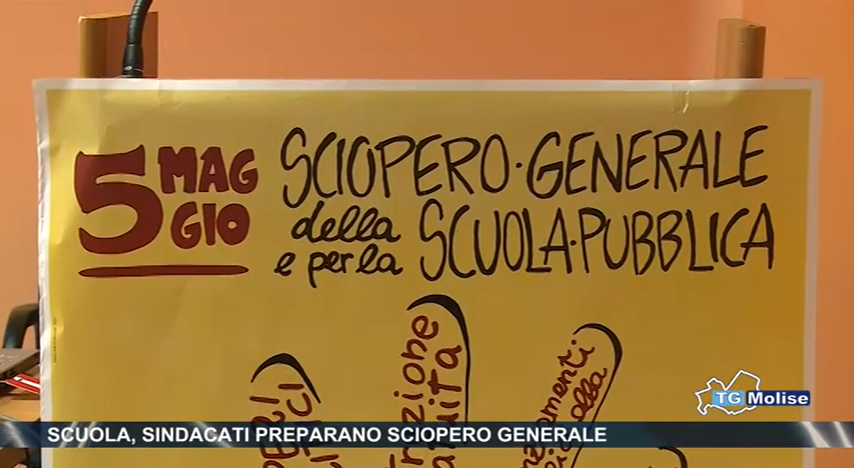 5 MAG
GIO
SCIOPERO·GENERALE
della
e per la
SCUOLA·PUBBLICA
TG Molise
SCUOLA, SINDACATI PREPARANO SCIOPERO GENERALE